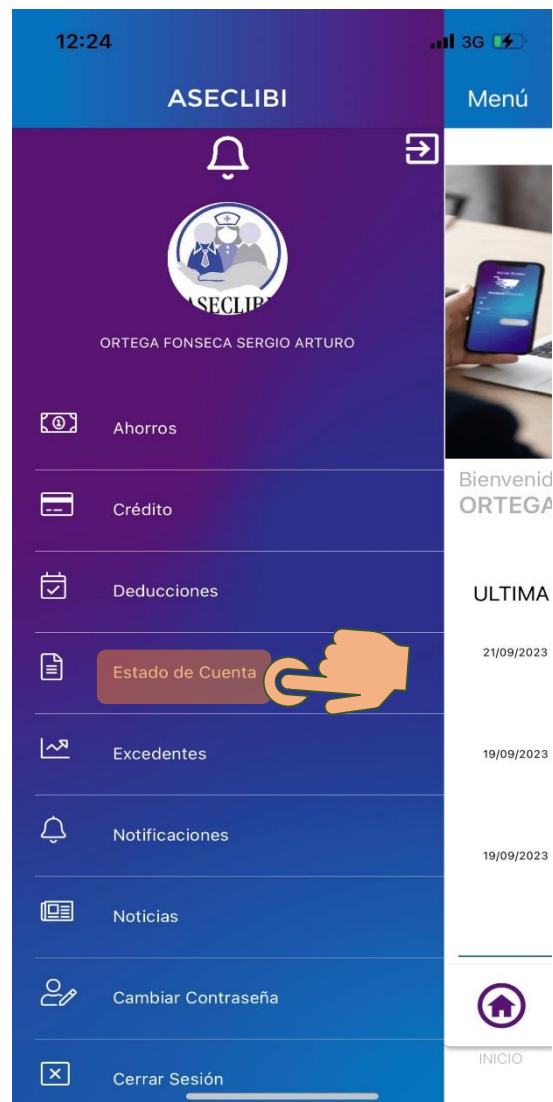 12:24
3G
ASECLIBI
Menú
ASECLIBI
ORTEGA FONSECA SERGIO ARTURO
Ahorros
Bienvenid
ORTEGA
Crédito
Deducciones
ULTIMA
Estado de Cuenta
21/09/2023
Excedentes
19/09/2023
Notificaciones
19/09/2023
Noticias
Cambiar Contraseña
INICIO
Cerrar Sesión